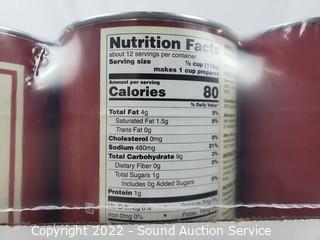 Nutrition Facts
about 12 servings per container
Serving size ½ cup (119g)
makes 1 cup prepared
Amount per serving
Calories 80
% Daily Value*
Total Fat 4g 5%
Saturated Fat 1.5g 8%
Trans Fat 0g
Cholesterol 0mg 0%
Sodium 480mg 21%
Total Carbohydrate 9g 2%
Dietary Fiber 0g 0%
Total Sugars 1g
Includes 0g Added Sugars 0%
Protein 1g
Iron 0mg 0%
Copyright 2022 - Sound Auction Service